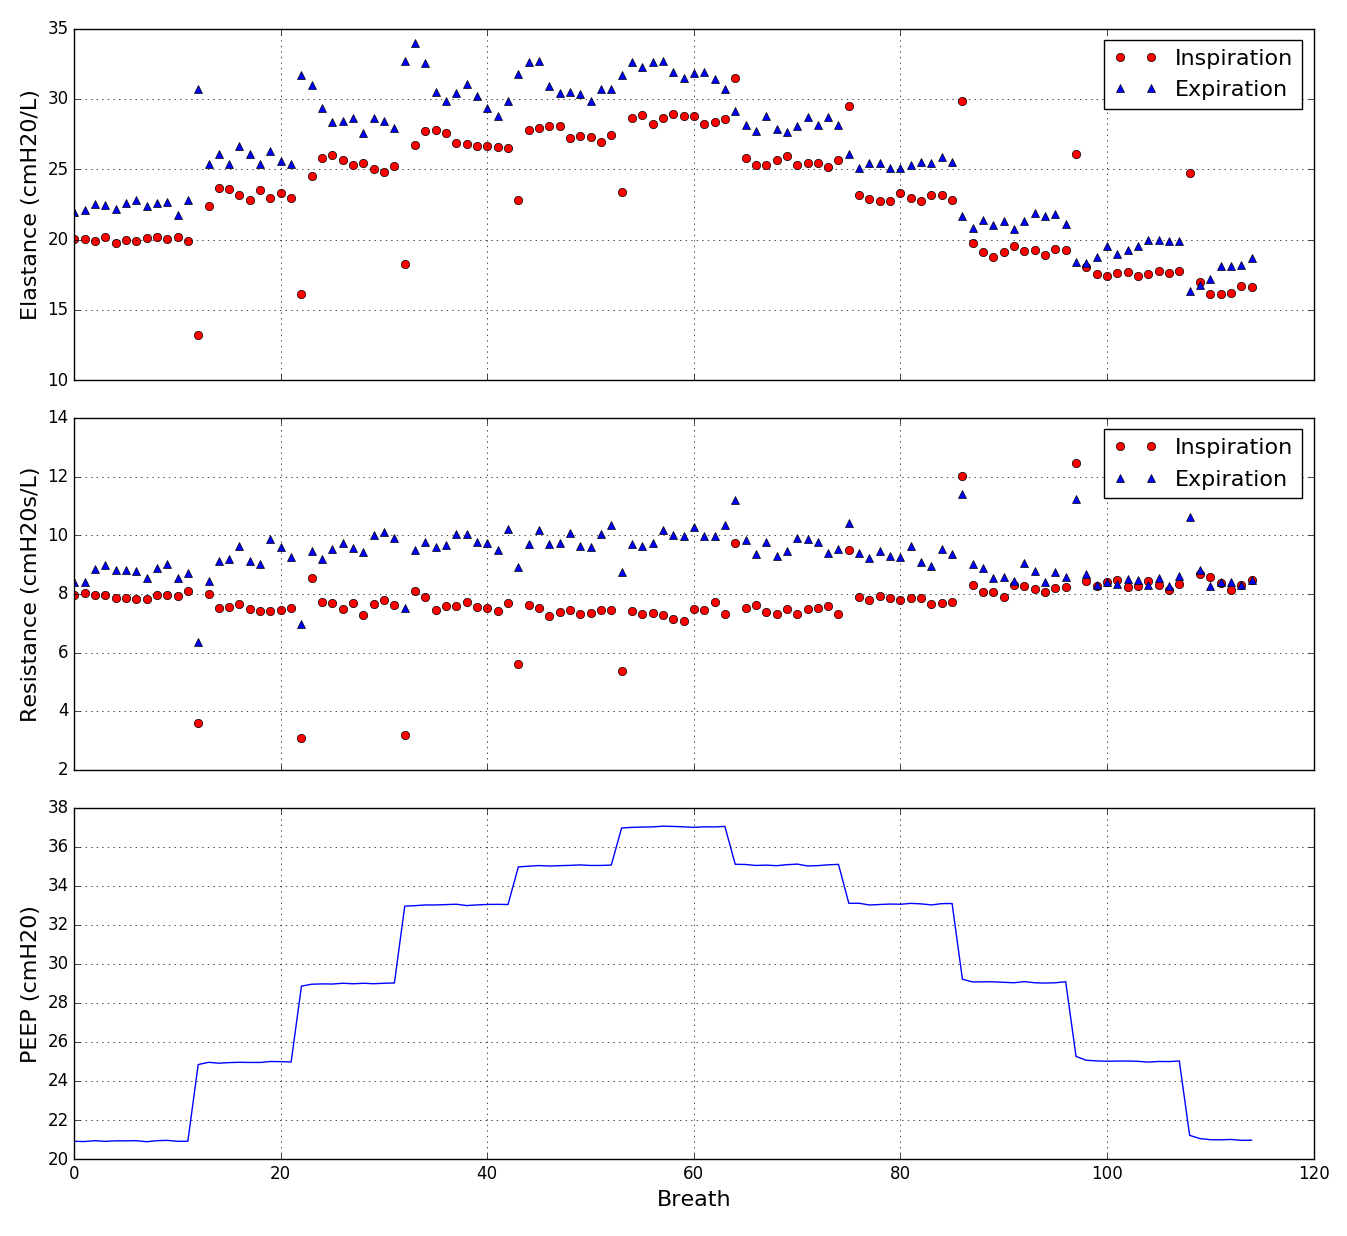 35
30
25
20
15
10
Elastance (cmH20/L)
Inspiration
Expiration
14
12
10
8
6
4
2
Resistance (cmH20s/L)
Inspiration
Expiration
38
36
34
32
30
28
26
24
22
20
PEEP (cmH20)
0 20 40 60 80 100 120
Breath